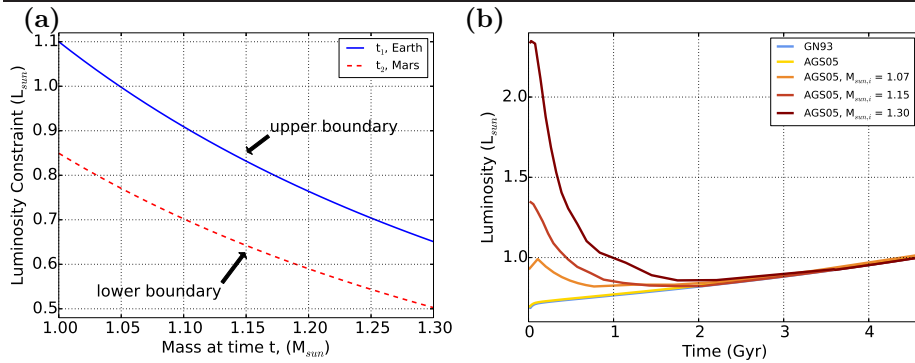 (a)
Luminosity Constraint (L_sun)
1.1
1.0
0.9
0.8
0.7
0.6
0.5
t₁, Earth
t₂, Mars
upper boundary
lower boundary
1.00 1.05 1.10 1.15 1.20 1.25 1.30
Mass at time t, (M_sun)
(b)
Luminosity (L_sun)
2.0
1.5
1.0
GN93
AGS05
AGS05, M_sun,i = 1.07
AGS05, M_sun,i = 1.15
AGS05, M_sun,i = 1.30
0 1 2 3 4
Time (Gyr)